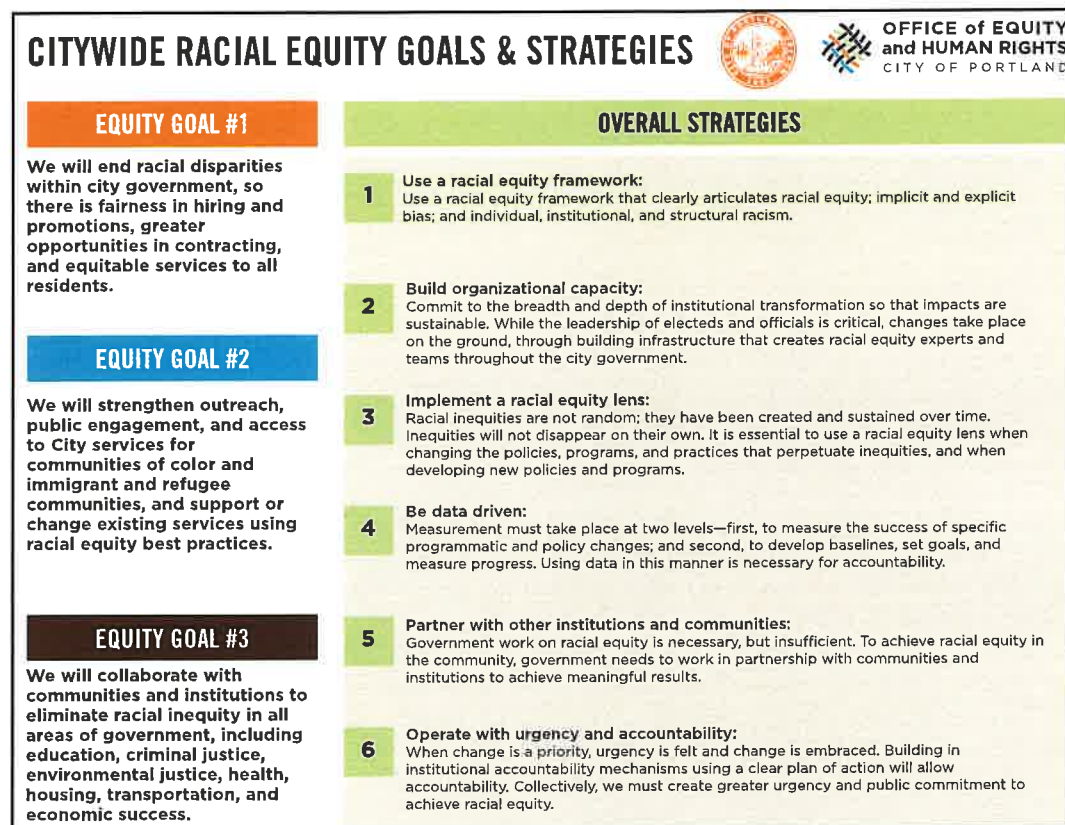 CITYWIDE RACIAL EQUITY GOALS & STRATEGIES
OFFICE of EQUITY
and HUMAN RIGHTS
CITY OF PORTLAND
EQUITY GOAL #1
We will end racial disparities
within city government, so
there is fairness in hiring and
promotions, greater
opportunities in contracting,
and equitable services to all
residents.
EQUITY GOAL #2
We will strengthen outreach,
public engagement, and access
to City services for
communities of color and
immigrant and refugee
communities, and support or
change existing services using
racial equity best practices.
EQUITY GOAL #3
We will collaborate with
communities and institutions to
eliminate racial inequity in all
areas of government, including
education, criminal justice,
environmental justice, health,
housing, transportation, and
economic success.
OVERALL STRATEGIES
1
Use a racial equity framework:
Use a racial equity framework that clearly articulates racial equity; implicit and explicit
bias; and individual, institutional, and structural racism.
2
Build organizational capacity:
Commit to the breadth and depth of institutional transformation so that impacts are
sustainable. While the leadership of electeds and officials is critical, changes take place
on the ground, through building infrastructure that creates racial equity experts and
teams throughout the city government.
3
Implement a racial equity lens:
Racial inequities are not random; they have been created and sustained over time.
Inequities will not disappear on their own. It is essential to use a racial equity lens when
changing the policies, programs, and practices that perpetuate inequities, and when
developing new policies and programs.
4
Be data driven:
Measurement must take place at two levels—first, to measure the success of specific
programmatic and policy changes; and second, to develop baselines, set goals, and
measure progress. Using data in this manner is necessary for accountability.
5
Partner with other institutions and communities:
Government work on racial equity is necessary, but insufficient. To achieve racial equity in
the community, government needs to work in partnership with communities and
institutions to achieve meaningful results.
6
Operate with urgency and accountability:
When change is a priority, urgency is felt and change is embraced. Building in
institutional accountability mechanisms using a clear plan of action will allow
accountability. Collectively, we must create greater urgency and public commitment to
achieve racial equity.